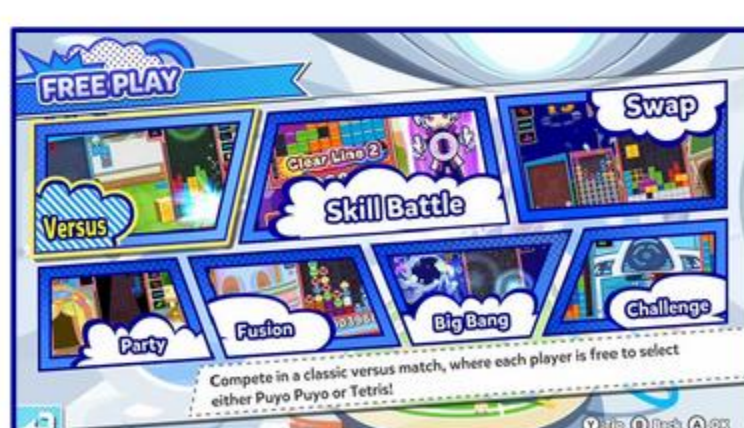 FREE PLAY
Versus
Clear Line 2
Skill Battle
Swap
Party
Fusion
Big Bang
Challenge
Compete in a classic versus match, where each player is free to select
either Puyo Puyo or Tetris!
B Back A OK